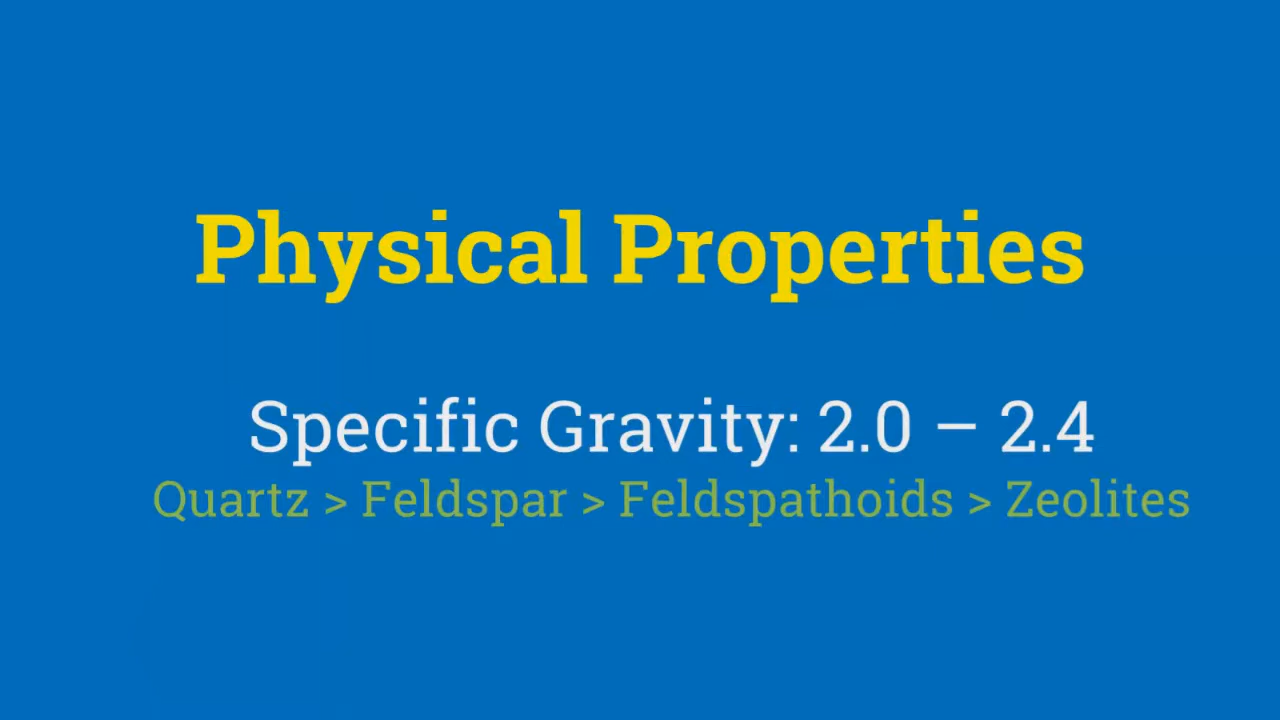 Physical Properties
Specific Gravity: 2.0 – 2.4
Quartz > Feldspar > Feldspathoids > Zeolites